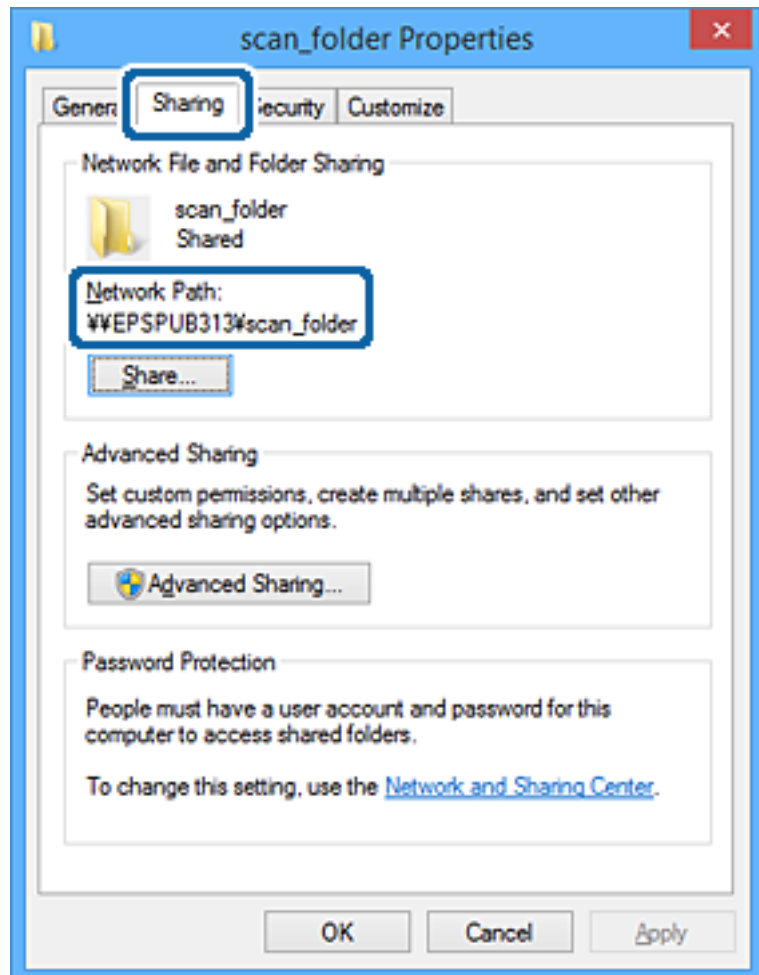 scan_folder Properties
Genera Sharing ecurity Customize
Network File and Folder Sharing
scan_folder
Shared
Network Path:
¥¥EPSPUB313¥scan_folder
Share...
Advanced Sharing
Set custom permissions, create multiple shares, and set other
advanced sharing options.
Advanced Sharing...
Password Protection
People must have a user account and password for this
computer to access shared folders.
To change this setting, use the Network and Sharing Center.
OK Cancel Apply